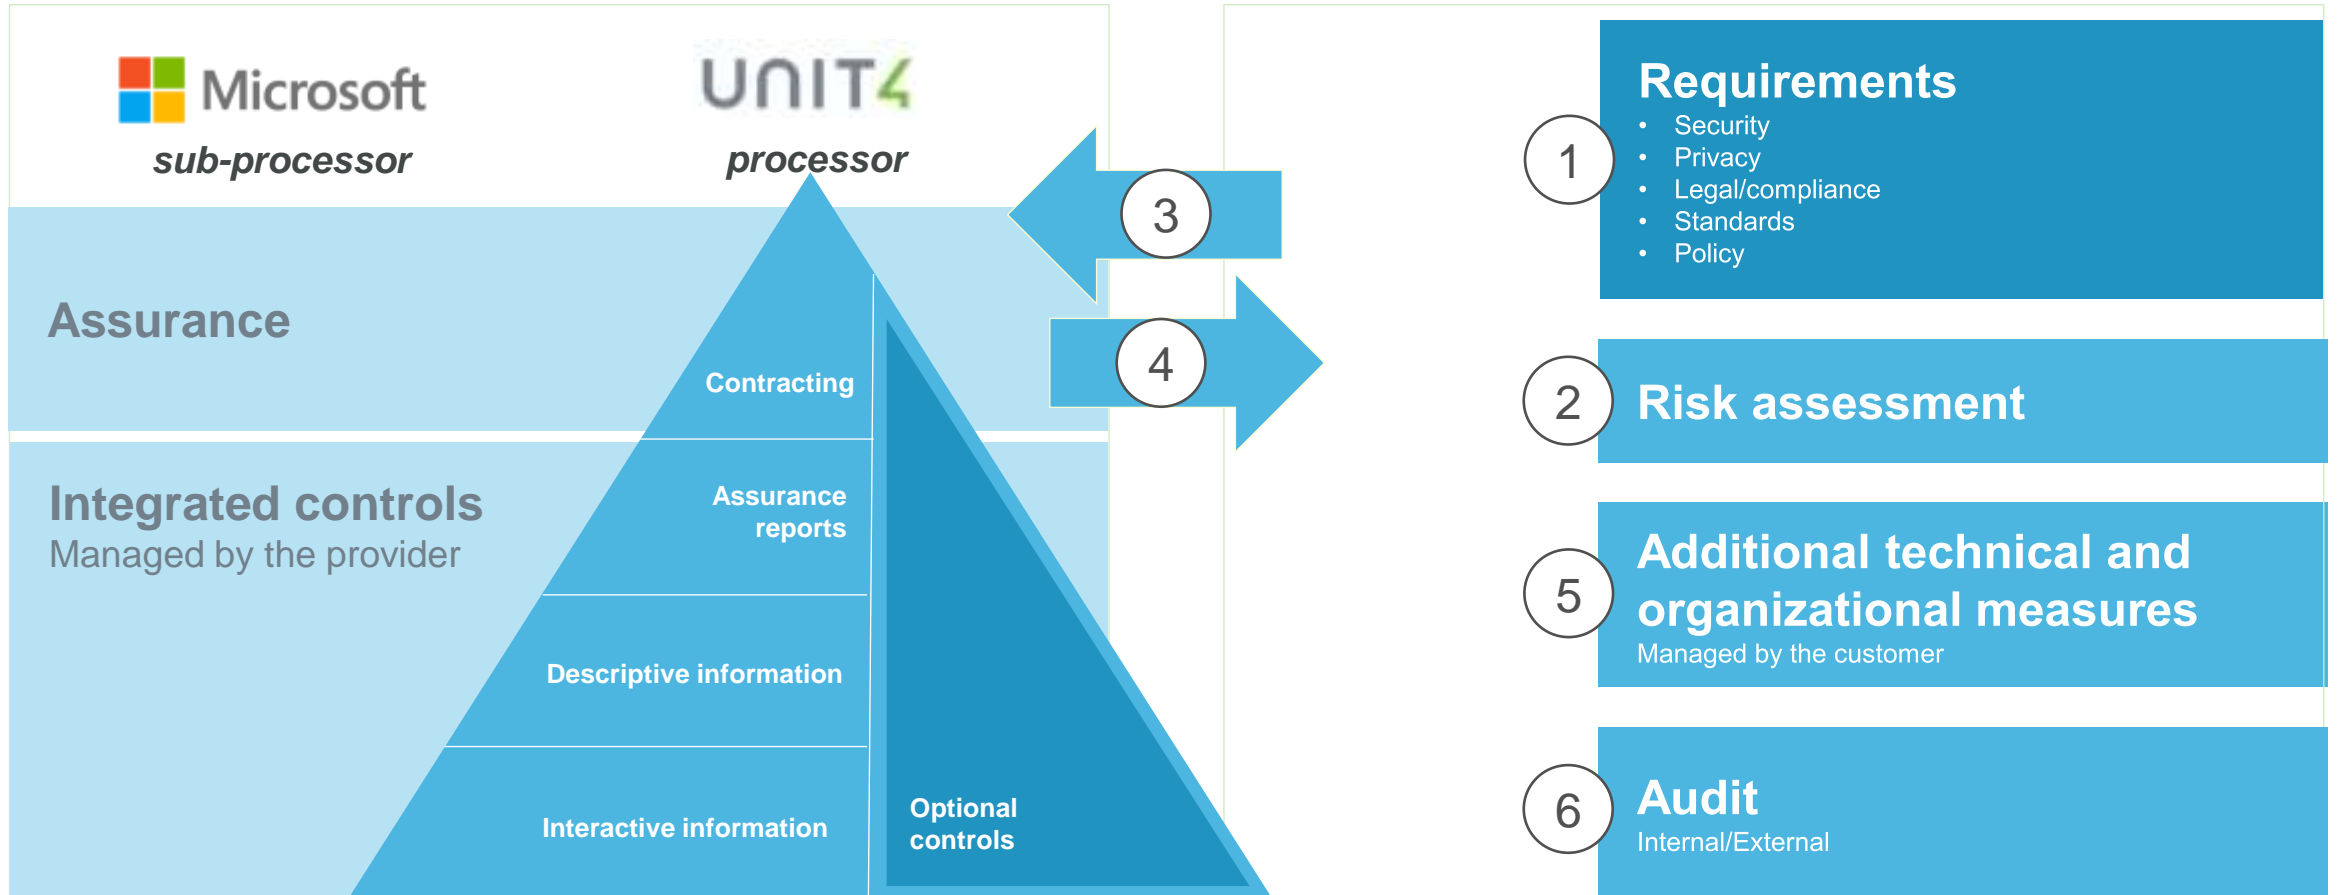 Microsoft
sub-processor
UNIT4
processor
Assurance
Integrated controls
Managed by the provider
Contracting
Assurance
reports
Descriptive information
Interactive information
Optional
controls
3
4
1
Requirements
• Security
• Privacy
• Legal/compliance
• Standards
• Policy
2
Risk assessment
5
Additional technical and
organizational measures
Managed by the customer
6
Audit
Internal/External